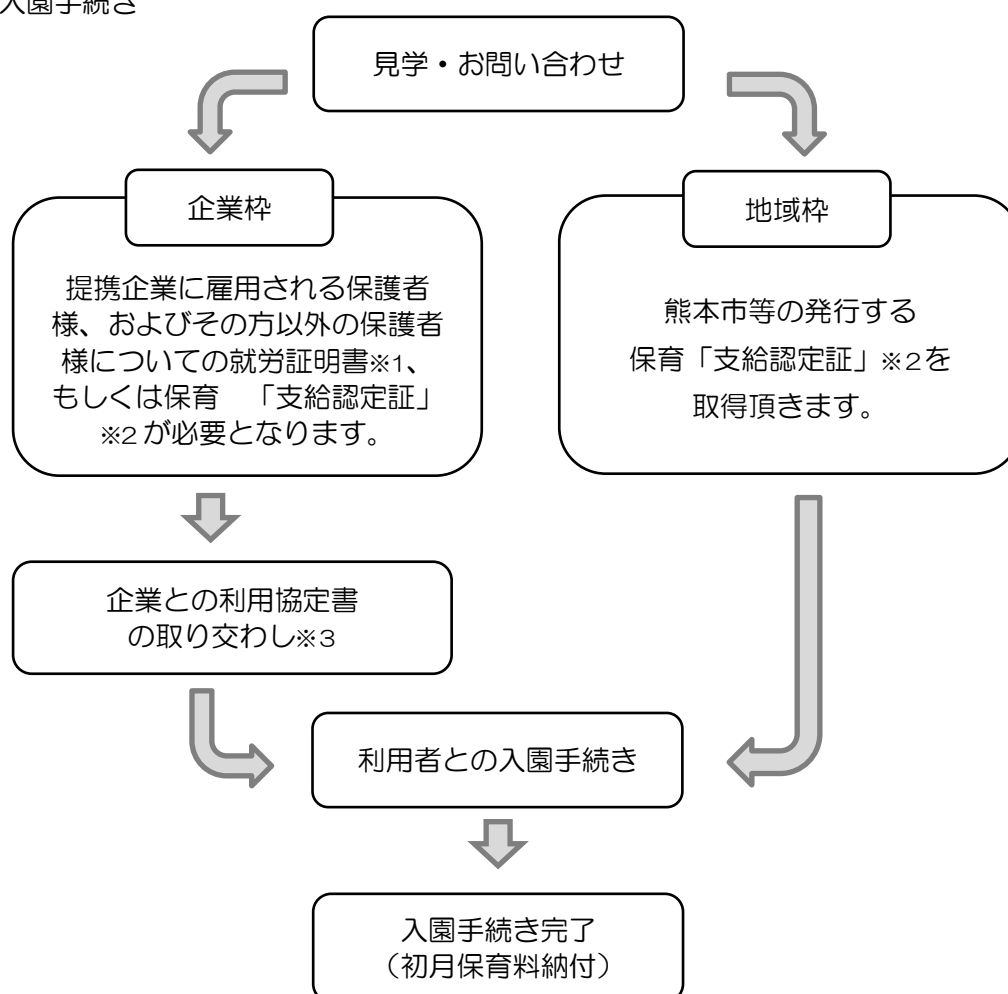 入園手続き
見学・お問い合わせ
企業枠
提携企業に雇用される保護者
様、およびその方以外の保護者
様についての就労証明書※1、
もしくは保育　「支給認定証」
※2 が必要となります。
地域枠
熊本市等の発行する
保育「支給認定証」※2を
取得頂きます。
企業との利用協定書
の取り交わし※3
利用者との入園手続き
入園手続き完了
（初月保育料納付）